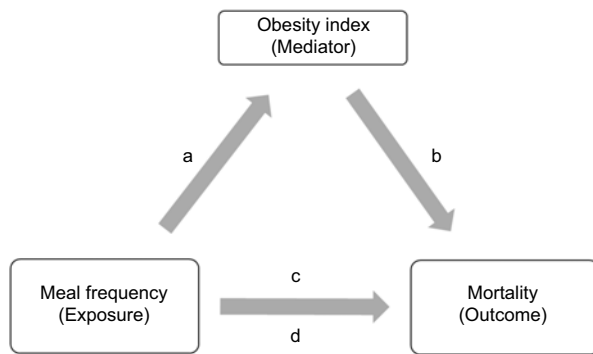 Obesity index
(Mediator)
a
b
Meal frequency
(Exposure)
c
d
Mortality
(Outcome)